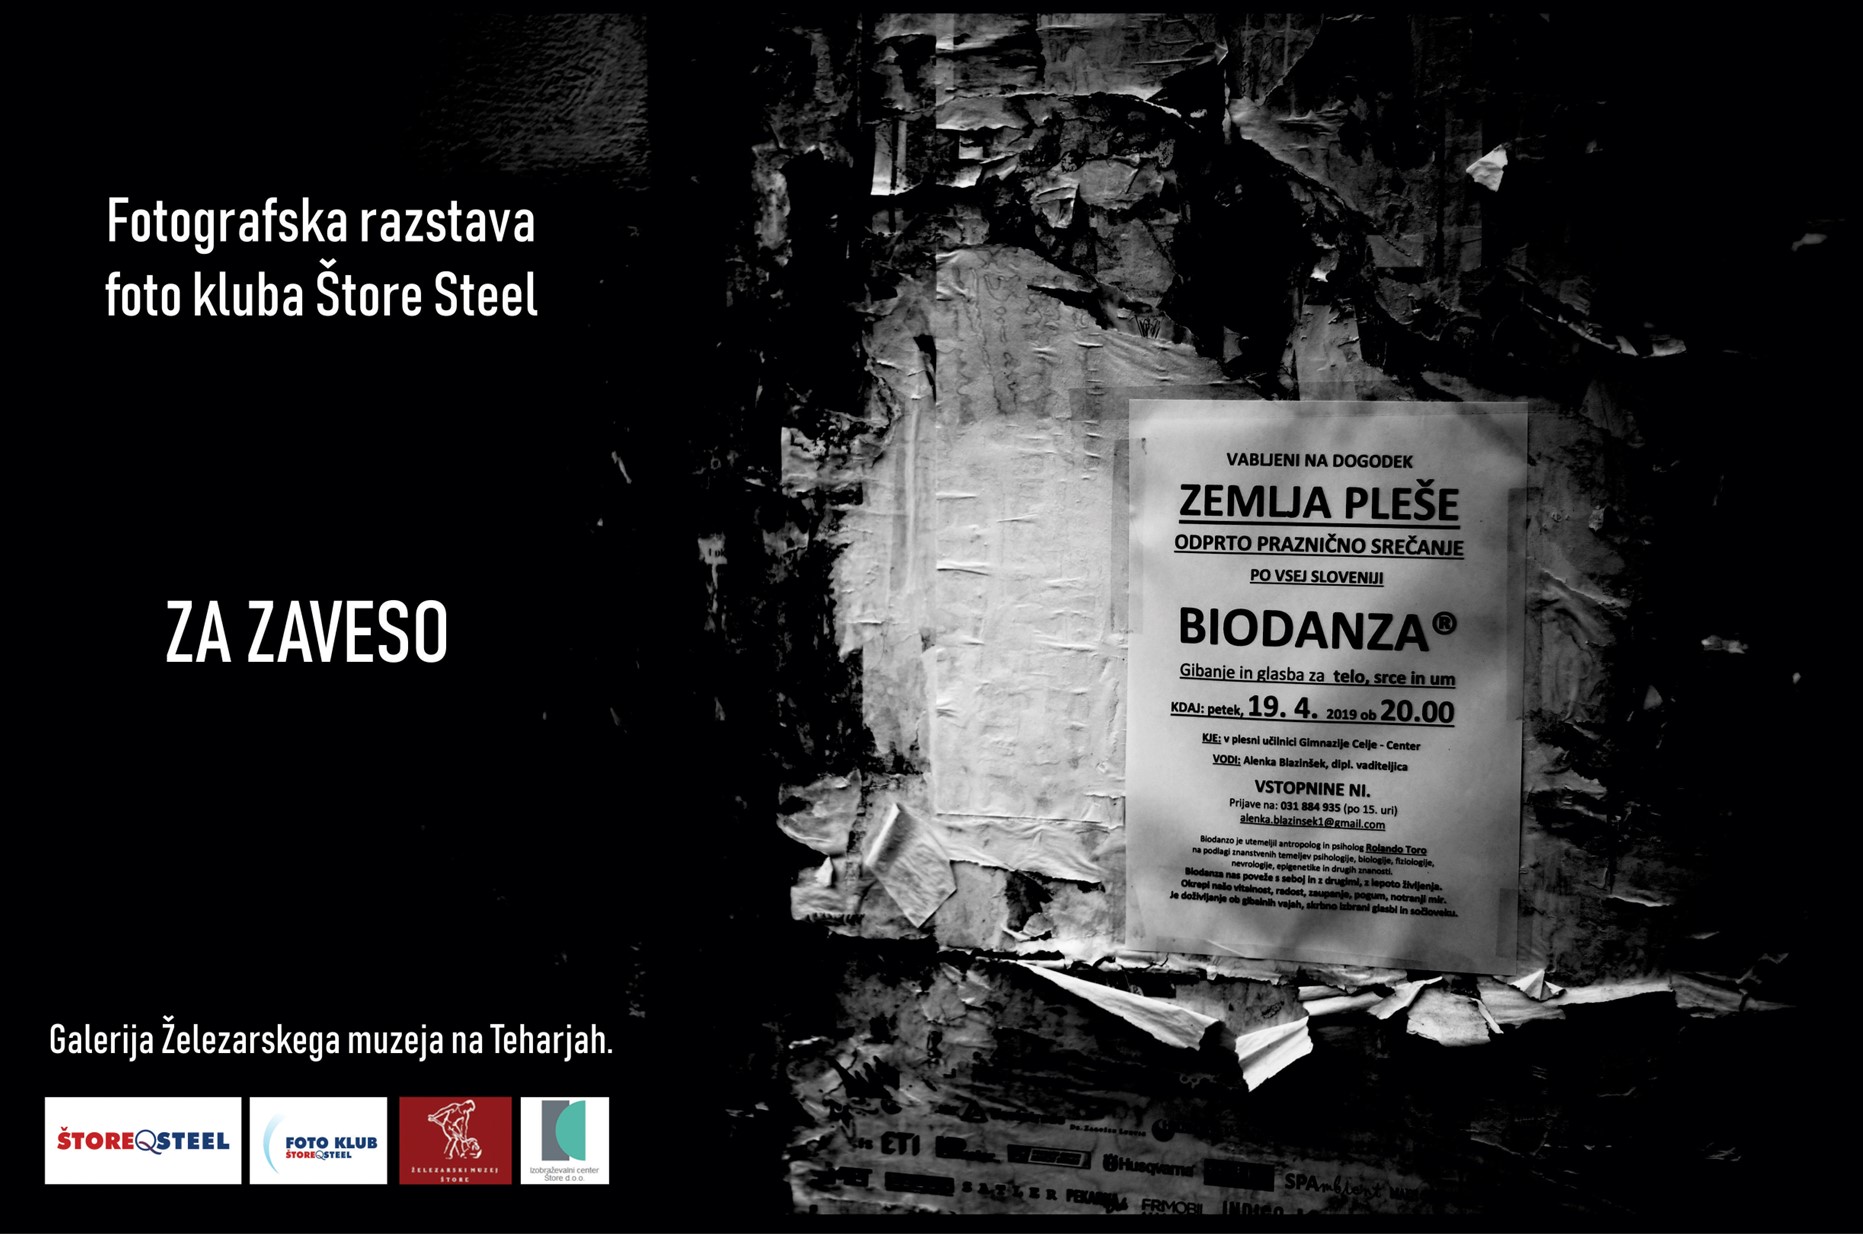 Fotografska razstava
foto kluba Štore Steel
ZA ZAVESO
Galerija Železarskega muzeja na Teharjah.
ŠTORE STEEL
FOTO KLUB
ŠTORE STEEL
ŽELEZARSKI MUZEJ
ŠTORE
Izobraževalni center
Štore d.o.o.
VABLJENI NA DOGODEK
ZEMLJA PLEŠE
ODPRTO PRAZNIČNO SREČANJE
PO VSEJ SLOVENIJI
BIODANZA®
Gibanje in glasba za telo, srce in um
KDAJ: petek, 19. 4. 2019 ob 20.00
KJE: v plesni učilnici Gimnazije Celje - Center
VODI: Alenka Blazinšek, dipl. vaditeljica
VSTOPNINE NI.
Prijave na: 031 884 935 (po 15. uri)
alenka.blazinsek1@gmail.com
Biodanzo je utemeljil antropolog in psiholog Rolando Toro
na podlagi znanstvenih temeljev psihologije, biologije, fiziologije,
nevrologije, epigenetike in drugih znanosti.
Biodanza nas poveže s seboj in z drugimi, z lepoto življenja.
Okrepi našo vitalnost, radost, zaupanje, pogum, notranji mir.
Je doživljanje ob gibalnih vajah, skrbno izbrani glasbi in sočloveku.
ETI
Husqvarna
SPAmbient
SATLER
FRIMOBIL
INDIGO